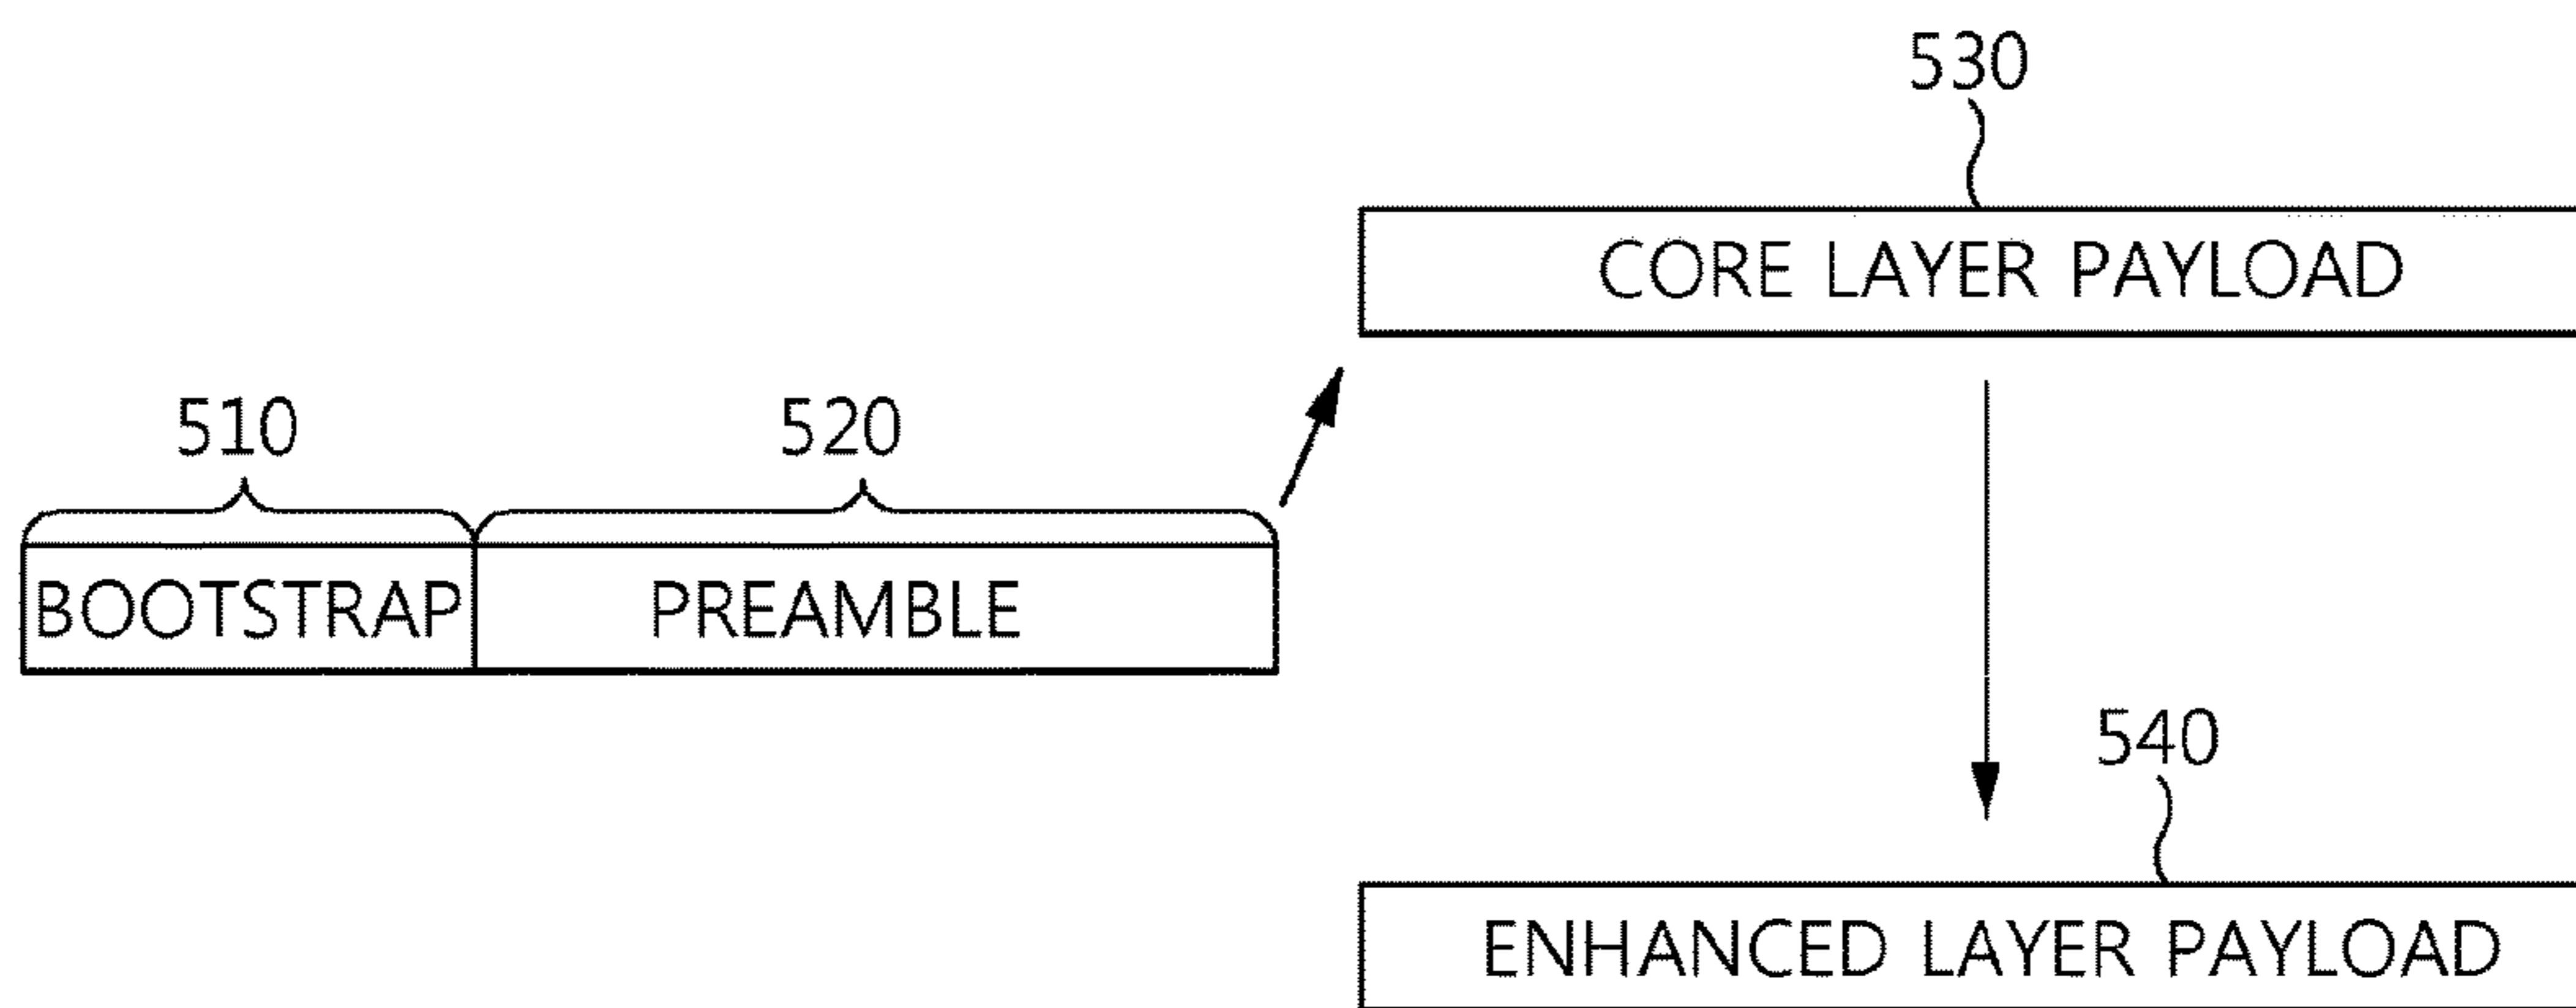 530
CORE LAYER PAYLOAD
510 520
BOOTSTRAP PREAMBLE
540
ENHANCED LAYER PAYLOAD